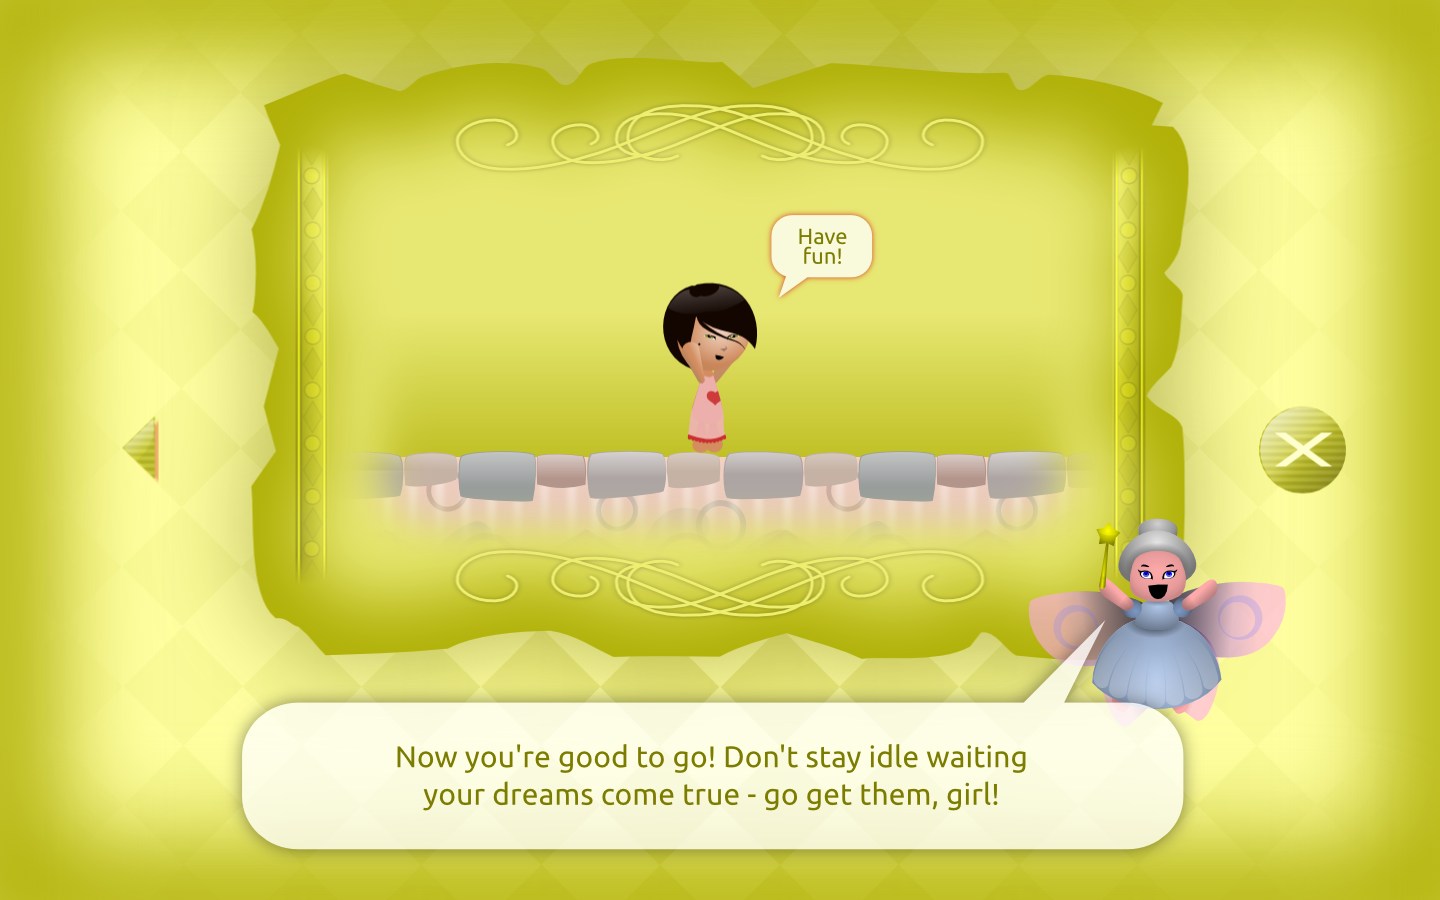 Have
fun!
Now you're good to go! Don't stay idle waiting
your dreams come true - go get them, girl!